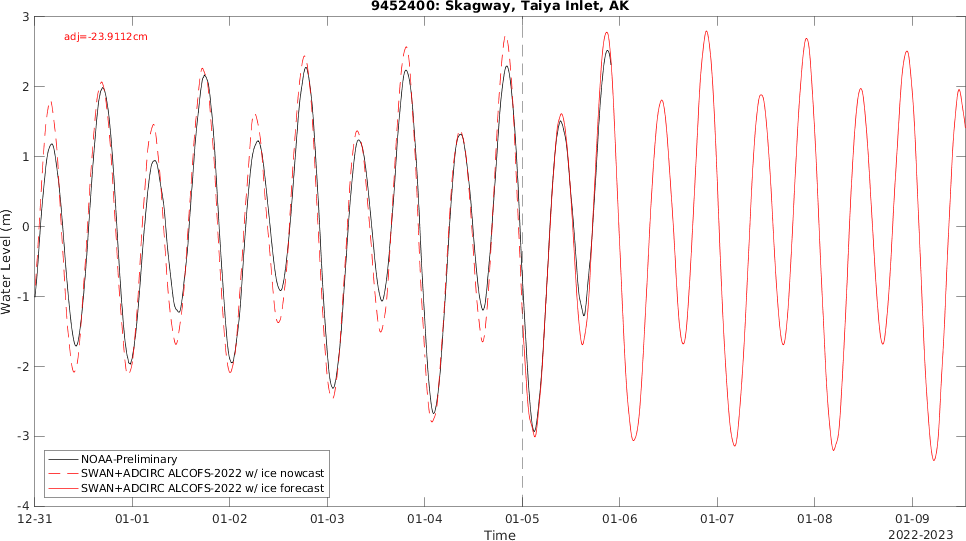 9452400: Skagway, Taiya Inlet, AK
adj=-23.9112cm
3
2
1
0
-1
-2
-3
-4
Water Level (m)
NOAA-Preliminary
SWAN+ADCIRC ALCOFS-2022 w/ ice nowcast
SWAN+ADCIRC ALCOFS-2022 w/ ice forecast
12-31 01-01 01-02 01-03 01-04 01-05 01-06 01-07 01-08 01-09
Time
2022-2023